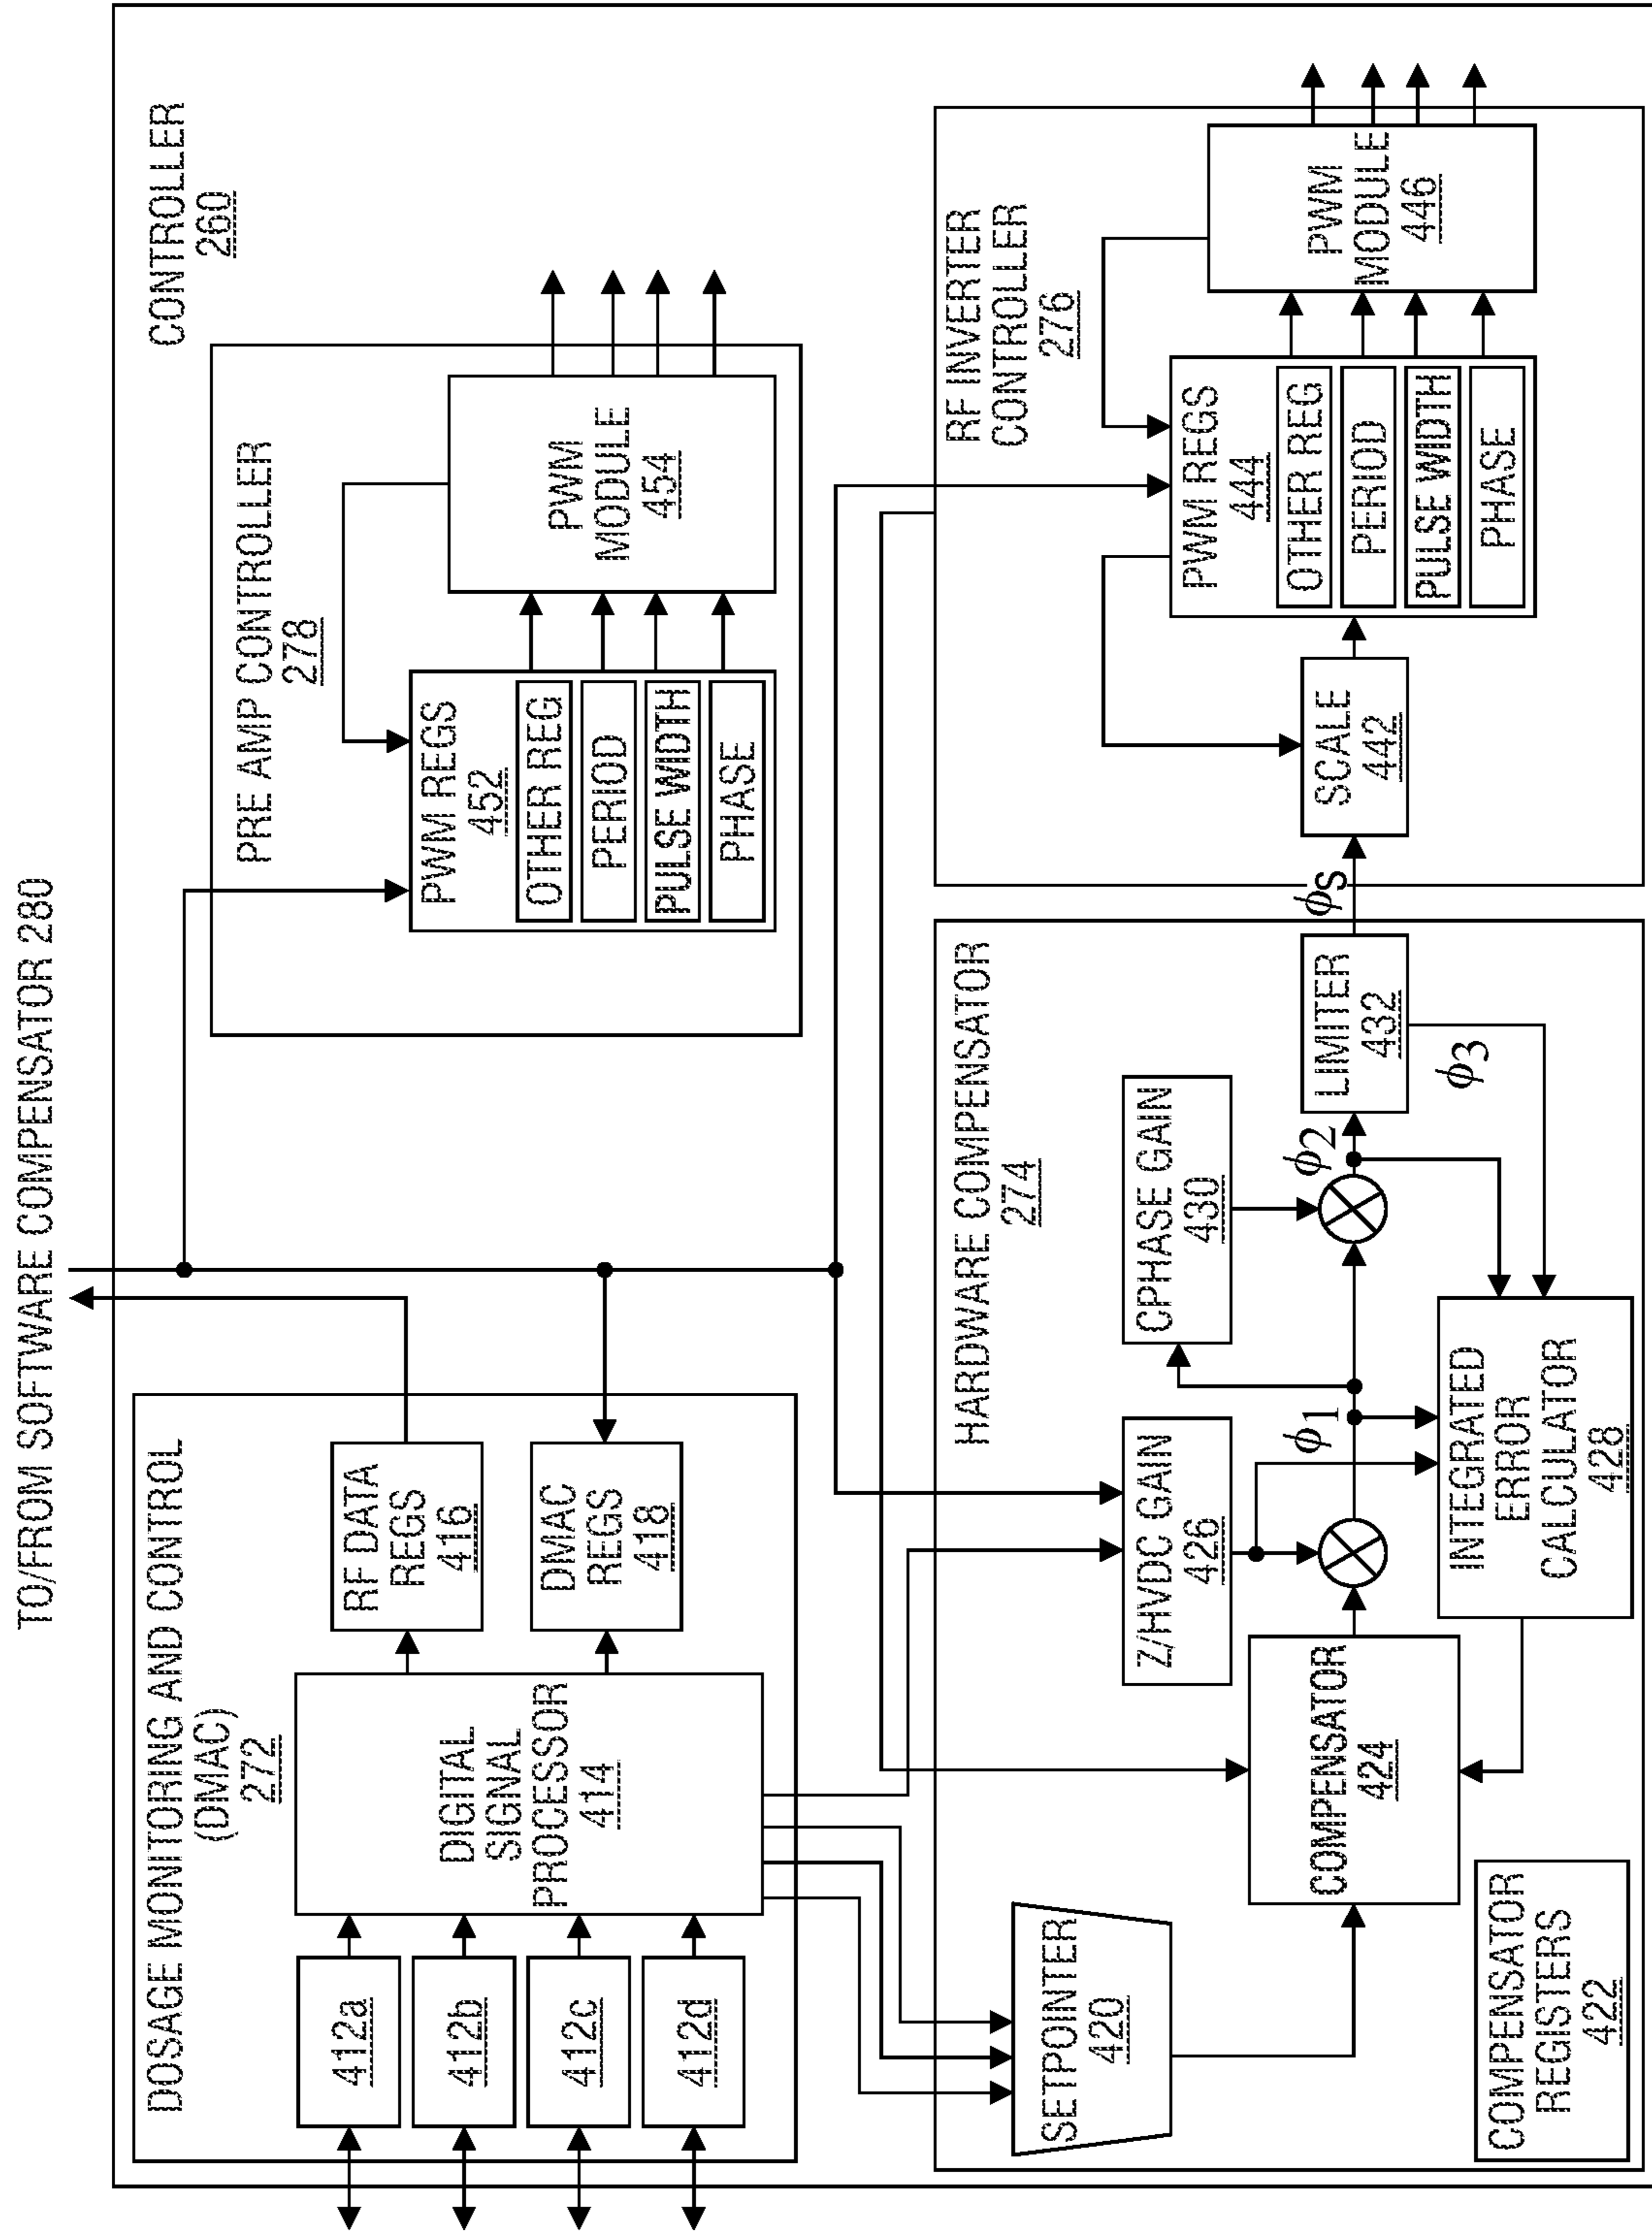 TO/FROM SOFTWARE COMPENSATOR 280
CONTROLLER
260
DOSAGE MONITORING AND CONTROL
(DMAC)
272
412a
412b
412c
412d
DIGITAL
SIGNAL
PROCESSOR
414
RF DATA
REGS
416
DMAC
REGS
418
PRE AMP CONTROLLER
278
PWM REGS
452
OTHER REG
PERIOD
PULSE WIDTH
PHASE
PWM
MODULE
454
HARDWARE COMPENSATOR
274
SETPOINTER
420
COMPENSATOR
REGISTERS
422
COMPENSATOR
424
Z/HVDC GAIN
426
ϕ1
INTEGRATED
ERROR
CALCULATOR
428
CPHASE GAIN
430
ϕ2
LIMITER
432
ϕ3
ϕS
RF INVERTER
CONTROLLER
276
SCALE
442
PWM REGS
444
OTHER REG
PERIOD
PULSE WIDTH
PHASE
PWM
MODULE
446